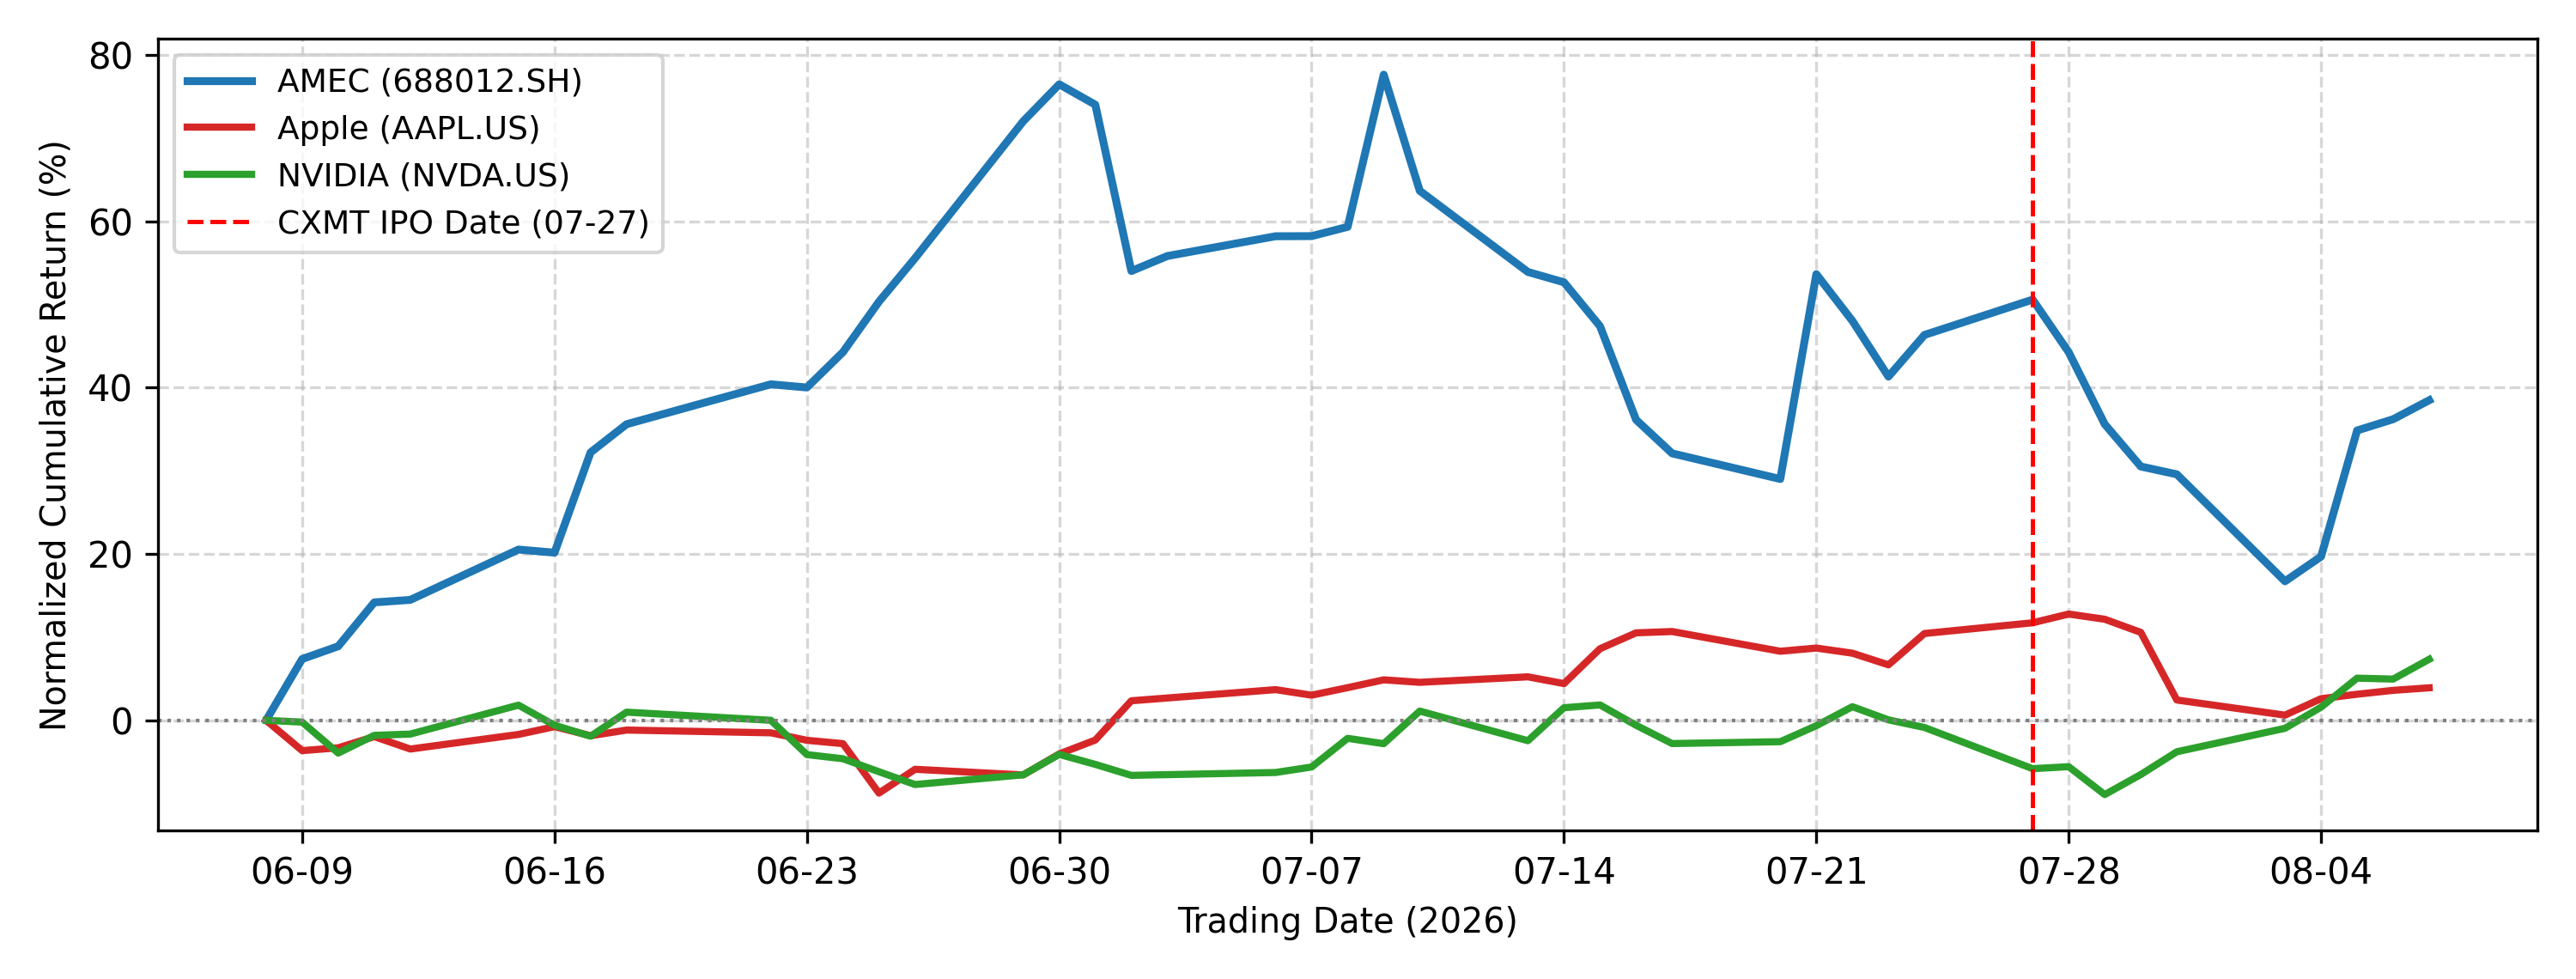 80
60
40
20
0
Normalized Cumulative Return (%)
AMEC (688012.SH)
Apple (AAPL.US)
NVIDIA (NVDA.US)
CXMT IPO Date (07-27)
06-09 06-16 06-23 06-30 07-07 07-14 07-21 07-28 08-04
Trading Date (2026)